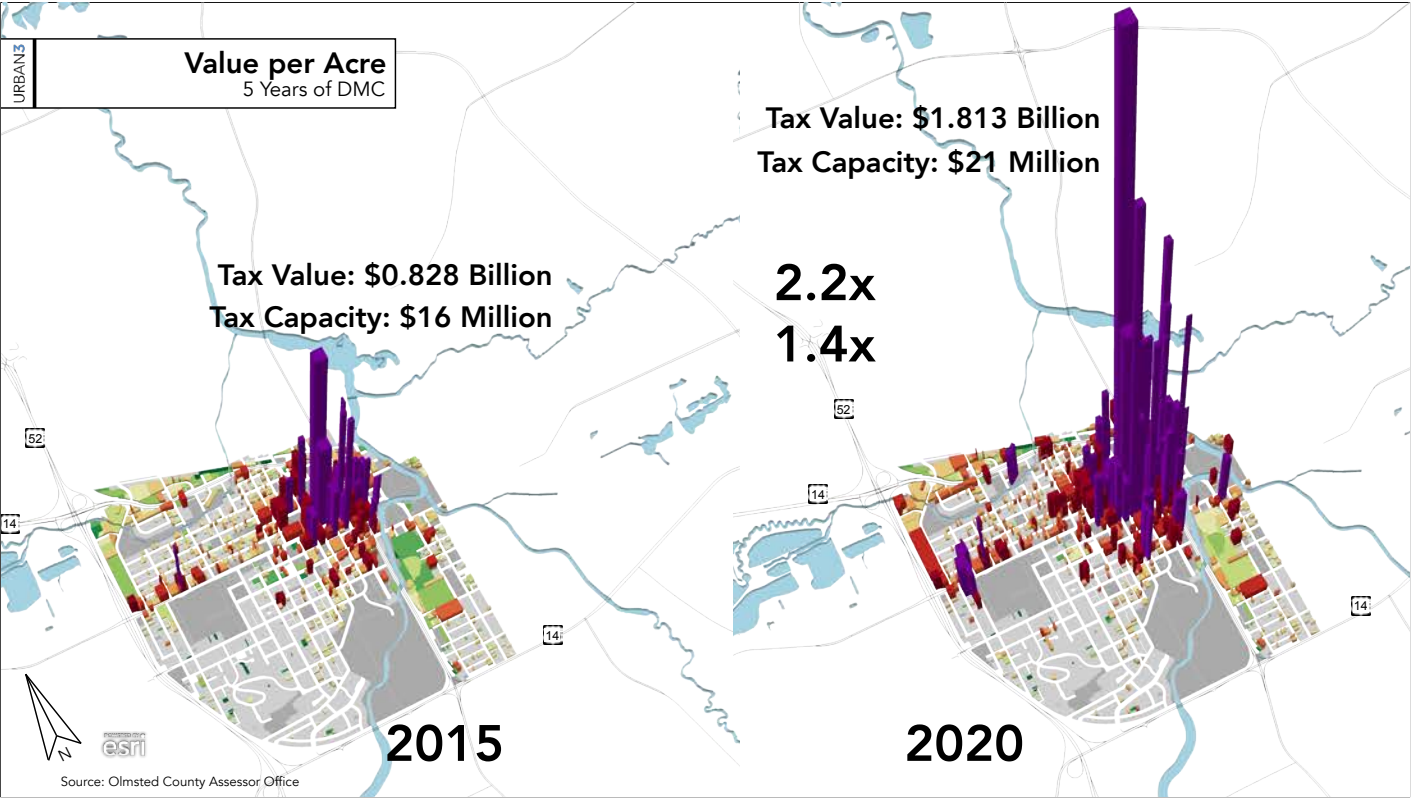 URBAN3
Value per Acre
5 Years of DMC
Tax Value: $0.828 Billion
Tax Capacity: $16 Million
52
14
14
N
esri
Source: Olmsted County Assessor Office
2015
Tax Value: $1.813 Billion
Tax Capacity: $21 Million
2.2x
1.4x
52
14
14
2020